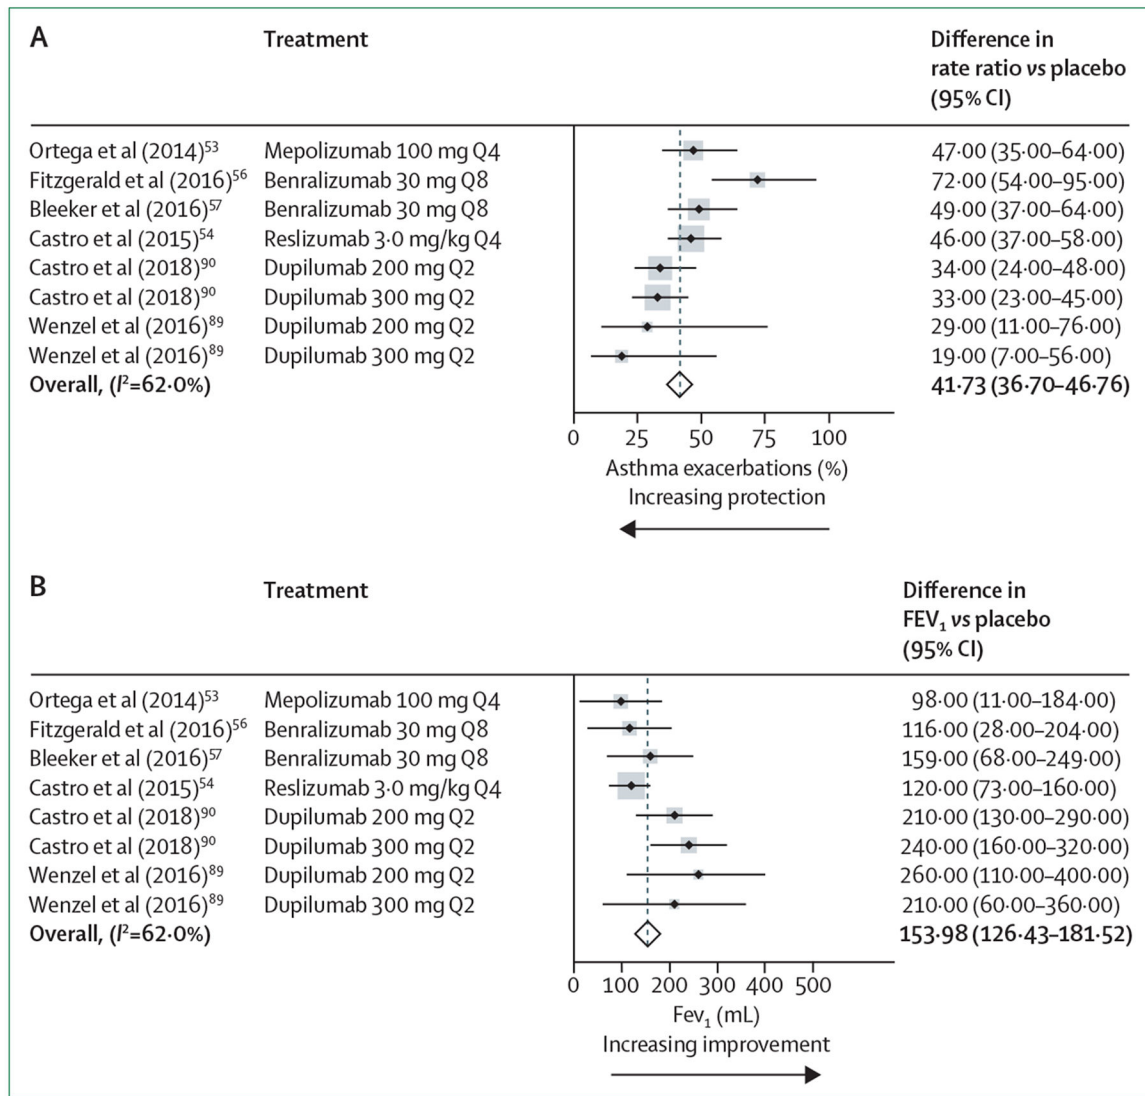 A Treatment Difference in
rate ratio vs placebo
(95% CI)
Ortega et al (2014)53 Mepolizumab 100 mg Q4 47·00 (35·00–64·00)
Fitzgerald et al (2016)56 Benralizumab 30 mg Q8 72·00 (54·00–95·00)
Bleeker et al (2016)57 Benralizumab 30 mg Q8 49·00 (37·00–64·00)
Castro et al (2015)54 Reslizumab 3·0 mg/kg Q4 46·00 (37·00–58·00)
Castro et al (2018)90 Dupilumab 200 mg Q2 34·00 (24·00–48·00)
Castro et al (2018)90 Dupilumab 300 mg Q2 33·00 (23·00–45·00)
Wenzel et al (2016)89 Dupilumab 200 mg Q2 29·00 (11·00–76·00)
Wenzel et al (2016)89 Dupilumab 300 mg Q2 19·00 (7·00–56·00)
Overall, (I²=62·0%) 41·73 (36·70–46·76)
0 25 50 75 100
Asthma exacerbations (%)
Increasing protection
B Treatment Difference in
FEV₁ vs placebo
(95% CI)
Ortega et al (2014)53 Mepolizumab 100 mg Q4 98·00 (11·00–184·00)
Fitzgerald et al (2016)56 Benralizumab 30 mg Q8 116·00 (28·00–204·00)
Bleeker et al (2016)57 Benralizumab 30 mg Q8 159·00 (68·00–249·00)
Castro et al (2015)54 Reslizumab 3·0 mg/kg Q4 120·00 (73·00–160·00)
Castro et al (2018)90 Dupilumab 200 mg Q2 210·00 (130·00–290·00)
Castro et al (2018)90 Dupilumab 300 mg Q2 240·00 (160·00–320·00)
Wenzel et al (2016)89 Dupilumab 200 mg Q2 260·00 (110·00–400·00)
Wenzel et al (2016)89 Dupilumab 300 mg Q2 210·00 (60·00–360·00)
Overall, (I²=62·0%) 153·98 (126·43–181·52)
0 100 200 300 400 500
Fev₁ (mL)
Increasing improvement